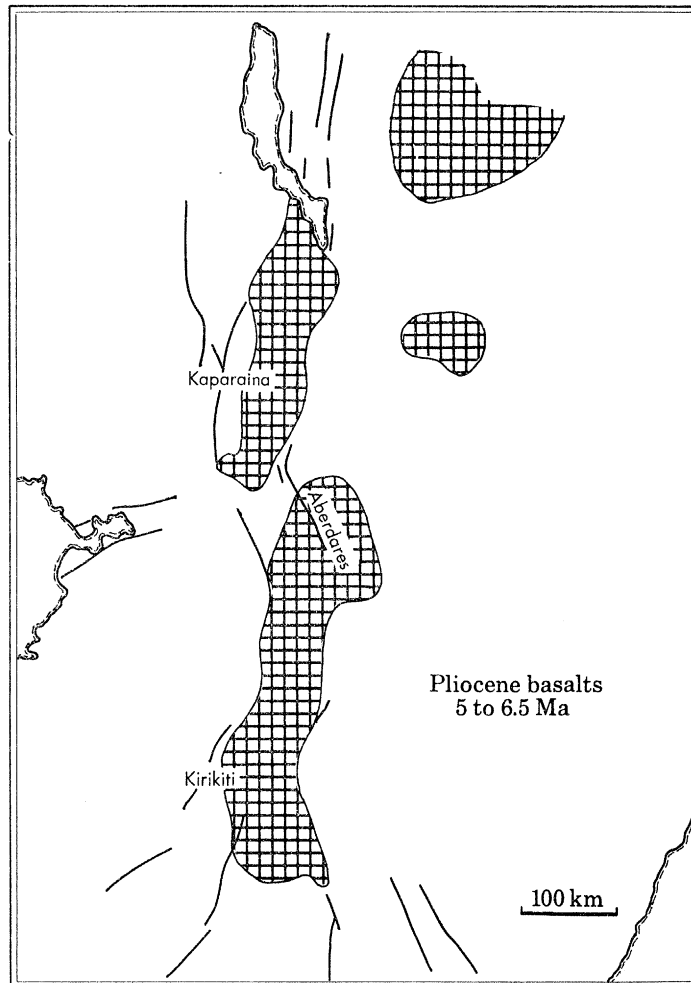 Kaparaina
Aberdares
Pliocene basalts
5 to 6.5 Ma
Kirikiti
100 km